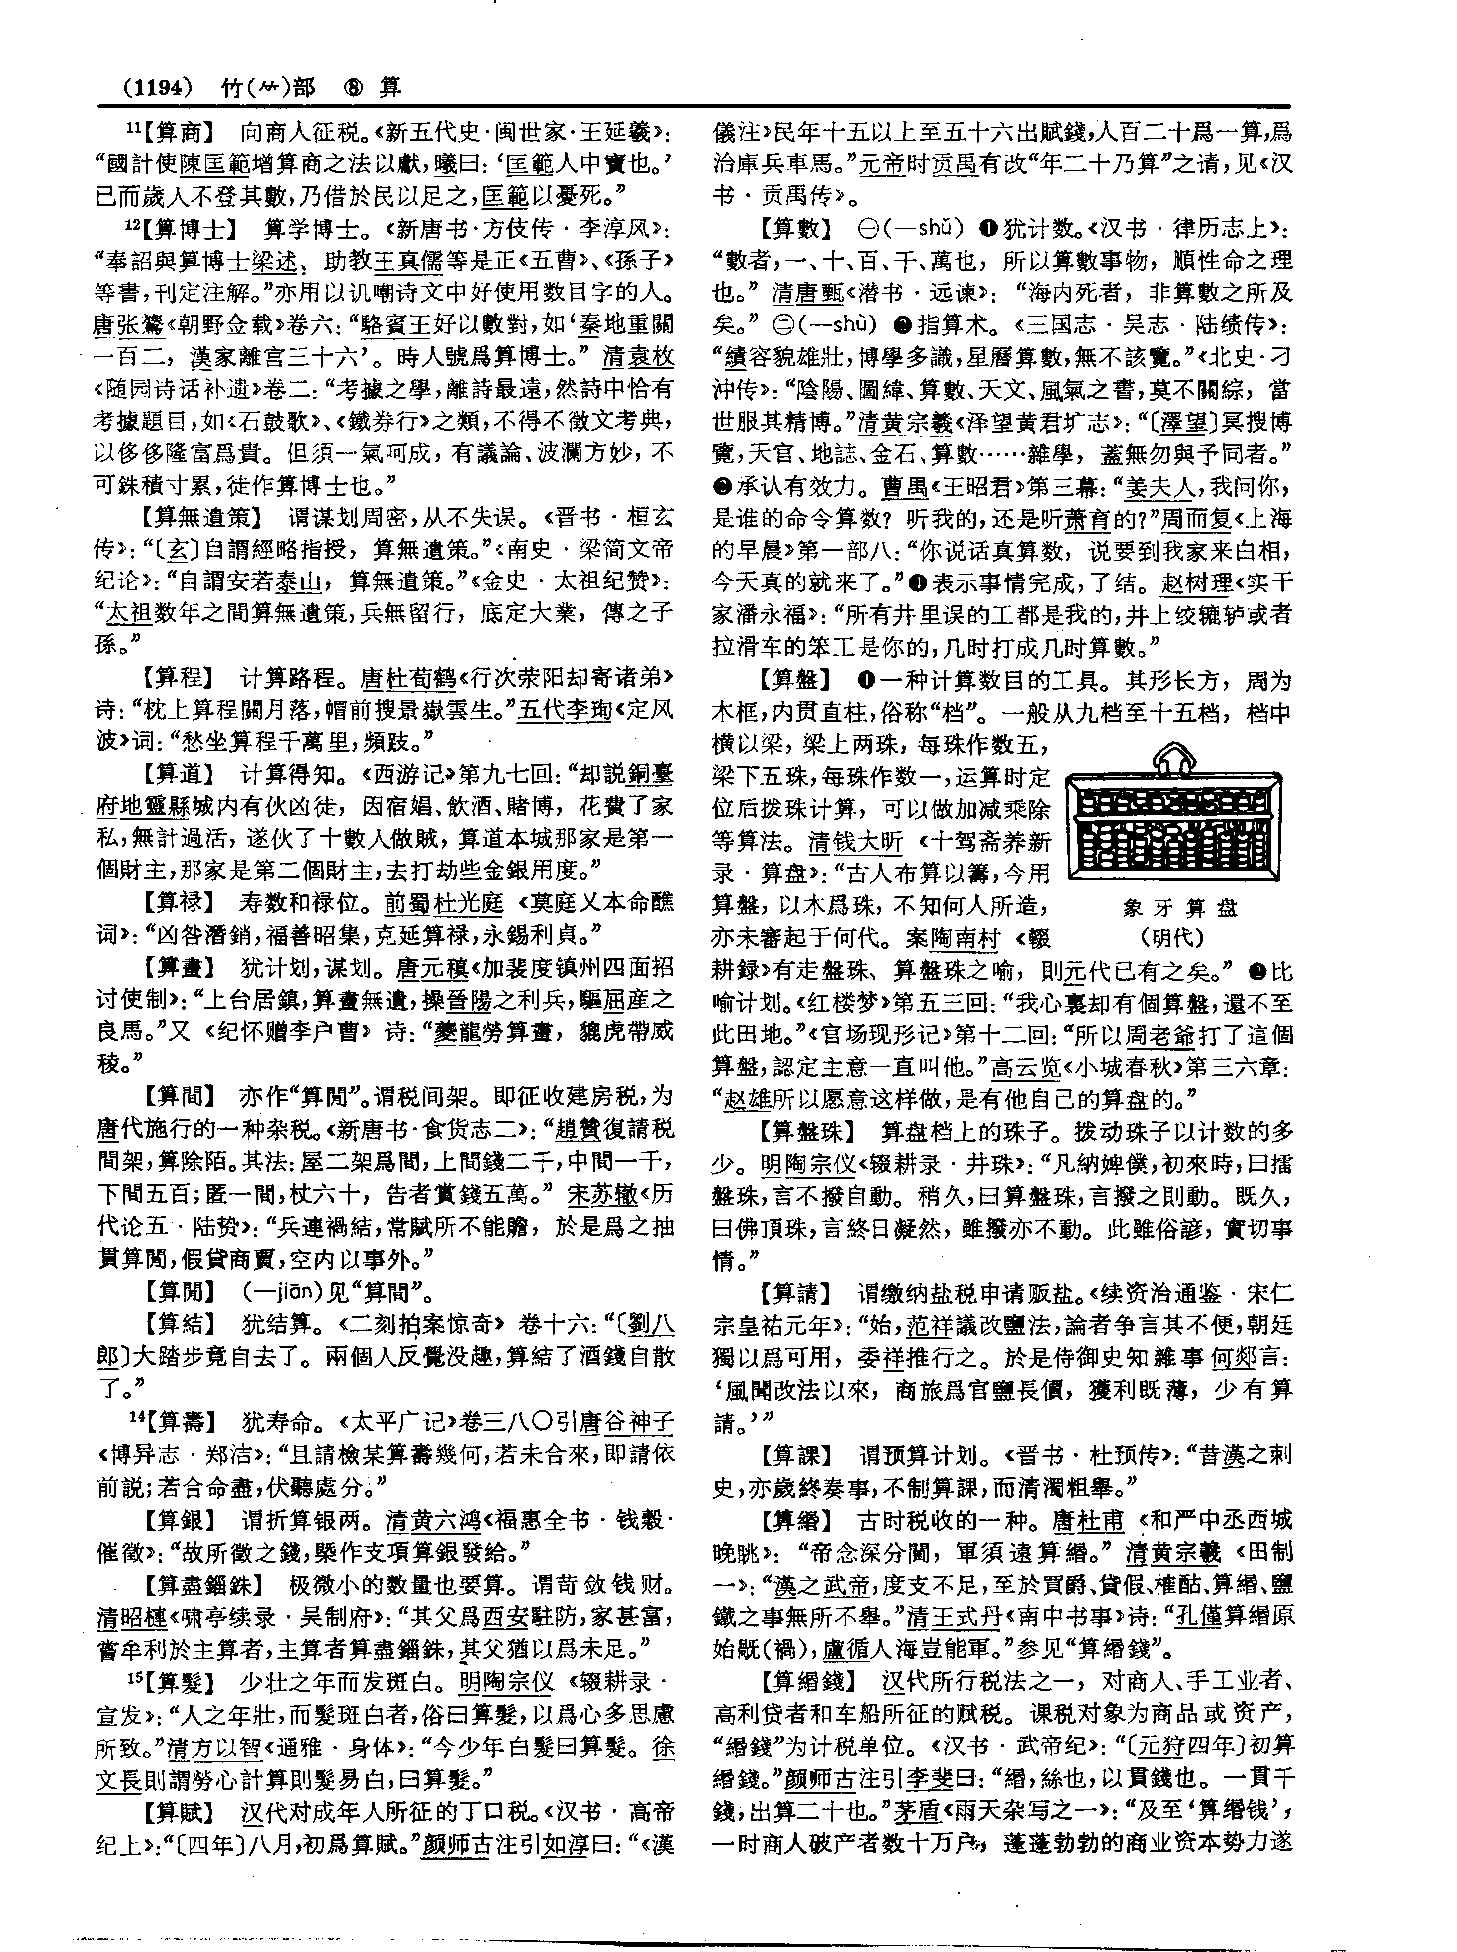 (1194) 竹(⺮)部 ⑧ 算
11【算商】 向商人征税。《新五代史·闽世家·王延羲》:
“國計使陳匡範增算商之法以獻,曦曰:‘匡範人中寶也。’
已而歲入不登其數,乃借於民以足之,匡範以憂死。”
12【算博士】 算学博士。《新唐书·方伎传·李淳风》:
“奉詔與算博士梁述、助教王真儒等是正《五曹》、《孫子》
等書,刊定注解。”亦用以讥嘲诗文中好使用数目字的人。
唐张鷟《朝野佥载》卷六:“駱賓王好以數對,如‘秦地重關
一百二,漢家離宫三十六’。時人號爲算博士。”清袁枚
《随园诗话补遗》卷二:“考據之學,離詩最遠,然詩中恰有
考據題目,如《石鼓歌》、《鐵券行》之類,不得不徵文考典,
以侈侈隆富爲貴。但須一氣呵成,有議論、波瀾方妙,不
可銖積寸累,徒作算博士也。”
【算無遺策】 谓谋划周密,从不失误。《晋书·桓玄
传》:“〔玄〕自謂經略指授,算無遺策。”《南史·梁简文帝
纪论》:“自謂安若泰山,算無遺策。”《金史·太祖纪赞》:
“太祖数年之間算無遺策,兵無留行,底定大業,傳之子
孫。”
【算程】 计算路程。唐杜荀鹤《行次荥阳却寄诸弟》
诗:“枕上算程關月落,帽前搜景嶽雲生。”五代李珣《定风
波》词:“愁坐算程千萬里,頻跂。”
【算道】 计算得知。《西游记》第九七回:“却説銅臺
府地靈縣城内有伙凶徒,因宿娼、飲酒、賭博,花費了家
私,無計過活,遂伙了十數人做賊,算道本城那家是第一
個財主,那家是第二個財主,去打劫些金銀用度。”
【算禄】 寿数和禄位。前蜀杜光庭《莫庭乂本命醮
词》:“凶咎潛銷,福善昭集,克延算禄,永錫利貞。”
【算畫】 犹计划,谋划。唐元稹《加裴度镇州四面招
讨使制》:“上台居鎮,算畫無遺,操晉陽之利兵,驅屈産之
良馬。”又《纪怀赠李户曹》诗:“夔龍勞算畫,貔虎帶威
稜。”
【算間】 亦作“算閒”。谓税间架。即征收建房税,为
唐代施行的一种杂税。《新唐书·食货志二》:“趙贊復請税
間架,算除陌。其法:屋二架爲間,上間錢二千,中間一千,
下間五百;匿一間,杖六十,告者賞錢五萬。”宋苏辙《历
代论五·陆贽》:“兵連禍結,常賦所不能贍,於是爲之抽
貫算閒,假貸商賈,空内以事外。”
【算閒】 (—jiān)见“算間”。
【算結】 犹结算。《二刻拍案惊奇》卷十六:“〔劉八
郎〕大踏步竟自去了。兩個人反覺没趣,算結了酒錢自散
了。”
14【算壽】 犹寿命。《太平广记》卷三八〇引唐谷神子
《博异志·郑洁》:“且請檢某算壽幾何,若未合來,即請依
前説;若合命盡,伏聽處分。”
【算銀】 谓折算银两。清黄六鸿《福惠全书·钱穀·
催徵》:“故所徵之錢,槩作支項算銀發給。”
【算盡錙銖】 极微小的数量也要算。谓苛敛钱财。
清昭槤《啸亭续录·吴制府》:“其父爲西安駐防,家甚富,
嘗牟利於主算者,主算者算盡錙銖,其父猶以爲未足。”
15【算髮】 少壮之年而发斑白。明陶宗仪《辍耕录·
宣发》:“人之年壯,而髮斑白者,俗曰算髮,以爲心多思慮
所致。”清方以智《通雅·身体》:“今少年白髮曰算髮。徐
文長則謂勞心計算則髮易白,曰算髮。”
【算賦】 汉代对成年人所征的丁口税。《汉书·高帝
纪上》:“〔四年〕八月,初爲算賦。”颜师古注引如淳曰:“《漢
儀注》民年十五以上至五十六出賦錢,人百二十爲一算,爲
治庫兵車馬。”元帝时贡禹有改“年二十乃算”之请,见《汉
书·贡禹传》。
【算數】 ㊀(—shǔ) ❶犹计数。《汉书·律历志上》:
“數者,一、十、百、千、萬也,所以算數事物,順性命之理
也。”清唐甄《潜书·远谏》:“海内死者,非算數之所及
矣。”㊁(—shù) ❷指算术。《三国志·吴志·陆绩传》:
“績容貌雄壯,博學多識,星曆算數,無不該覽。”《北史·刁
冲传》:“陰陽、圖緯、算數、天文、風氣之書,莫不關綜,當
世服其精博。”清黄宗羲《泽望黄君圹志》:“〔澤望〕冥搜博
覽,天官、地誌、金石、算數……雜學,蓋無勿與予同者。”
❸承认有效力。曹禺《王昭君》第三幕:“姜夫人,我问你,
是谁的命令算数?听我的,还是听萧育的?”周而复《上海
的早晨》第一部八:“你说话真算数,说要到我家来白相,
今天真的就来了。”❹表示事情完成,了结。赵树理《实干
家潘永福》:“所有井里误的工都是我的,井上绞辘轳或者
拉滑车的笨工是你的,几时打成几时算數。”
【算盤】 ❶一种计算数目的工具。其形长方,周为
木框,内贯直柱,俗称“档”。一般从九档至十五档,档中
横以梁,梁上两珠,每珠作数五,
梁下五珠,每珠作数一,运算时定
位后拨珠计算,可以做加减乘除
等算法。清钱大昕《十驾斋养新
录·算盘》:“古人布算以籌,今用
算盤,以木爲珠,不知何人所造,
亦未審起于何代。案陶南村《輟
象牙算盘
(明代)
耕録》有走盤珠、算盤珠之喻,則元代已有之矣。”❷比
喻计划。《红楼梦》第五三回:“我心裏却有個算盤,還不至
此田地。”《官场现形记》第十二回:“所以周老爺打了這個
算盤,認定主意一直叫他。”高云览《小城春秋》第三六章:
“赵雄所以愿意这样做,是有他自己的算盘的。”
【算盤珠】 算盘档上的珠子。拨动珠子以计数的多
少。明陶宗仪《辍耕录·井珠》:“凡納婢僕,初來時,曰擂
盤珠,言不撥自動。稍久,曰算盤珠,言撥之則動。既久,
曰佛頂珠,言終日凝然,雖撥亦不動。此雖俗諺,實切事
情。”
【算請】 谓缴纳盐税申请贩盐。《续资治通鉴·宋仁
宗皇祐元年》:“始,范祥議改鹽法,論者争言其不便,朝廷
獨以爲可用,委祥推行之。於是侍御史知雜事何郯言:
‘風聞改法以來,商旅爲官鹽長價,獲利既薄,少有算
請。’”
【算課】 谓预算计划。《晋书·杜预传》:“昔漢之刺
史,亦歲終奏事,不制算課,而清濁粗舉。”
【算緡】 古时税收的一种。唐杜甫《和严中丞西城
晚眺》:“帝念深分閫,軍須遠算緡。”清黄宗羲《田制
一》:“漢之武帝,度支不足,至於賈爵、貸假、榷酤、算緡、鹽
鐵之事無所不舉。”清王式丹《南中书事》诗:“孔僅算緡原
始旤(禍),盧循人海豈能軍。”参见“算緡錢”。
【算緡錢】 汉代所行税法之一,对商人、手工业者、
高利贷者和车船所征的赋税。课税对象为商品或资产,
“緡錢”为计税单位。《汉书·武帝纪》:“〔元狩四年〕初算
緡錢。”颜师古注引李斐曰:“緡,絲也,以貫錢也。一貫千
錢,出算二十也。”茅盾《雨天杂写之一》:“及至‘算缗钱’,
一时商人破产者数十万户,蓬蓬勃勃的商业资本势力遂